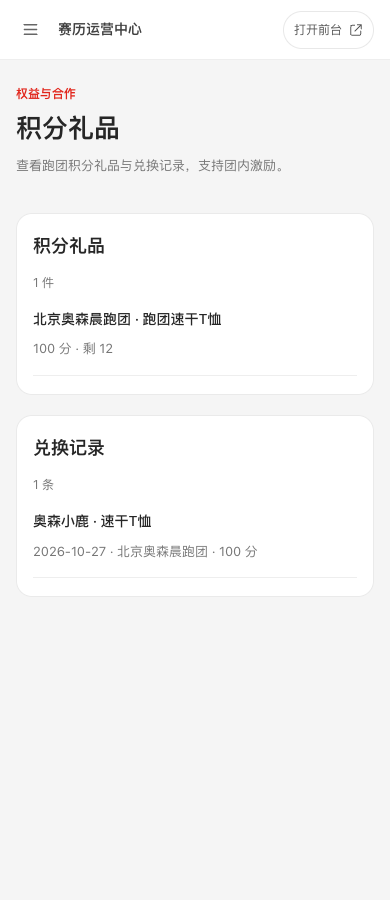 赛历运营中心
打开前台
权益与合作
积分礼品
查看跑团积分礼品与兑换记录，支持团内激励。
积分礼品
1 件
北京奥森晨跑团 · 跑团速干T恤
100 分 · 剩 12
兑换记录
1 条
奥森小鹿 · 速干T恤
2026-10-27 · 北京奥森晨跑团 · 100 分